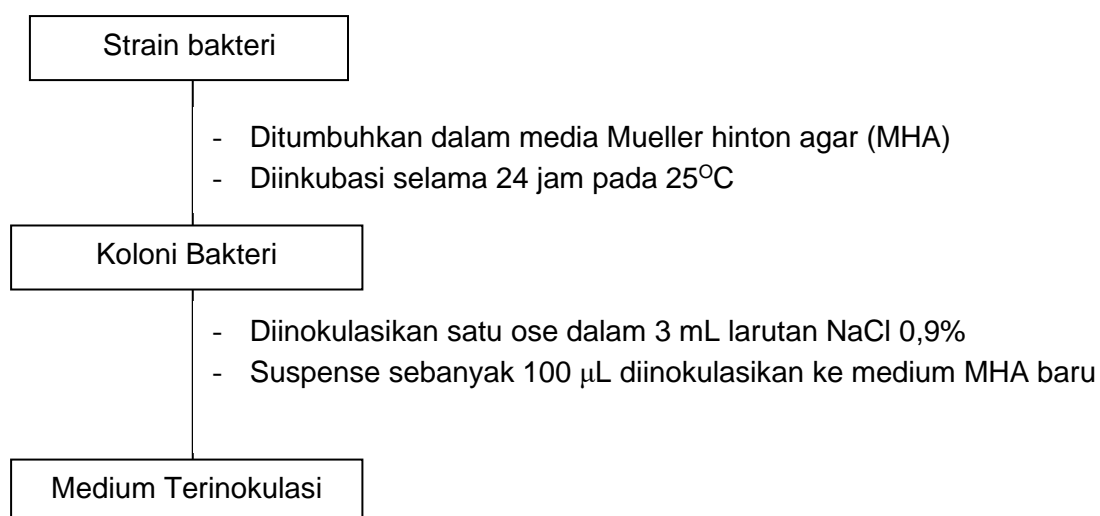 Strain bakteri
- Ditumbuhkan dalam media Mueller hinton agar (MHA)
- Diinkubasi selama 24 jam pada 25ᴼC
Koloni Bakteri
- Diinokulasikan satu ose dalam 3 mL larutan NaCl 0,9%
- Suspense sebanyak 100 μL diinokulasikan ke medium MHA baru
Medium Terinokulasi